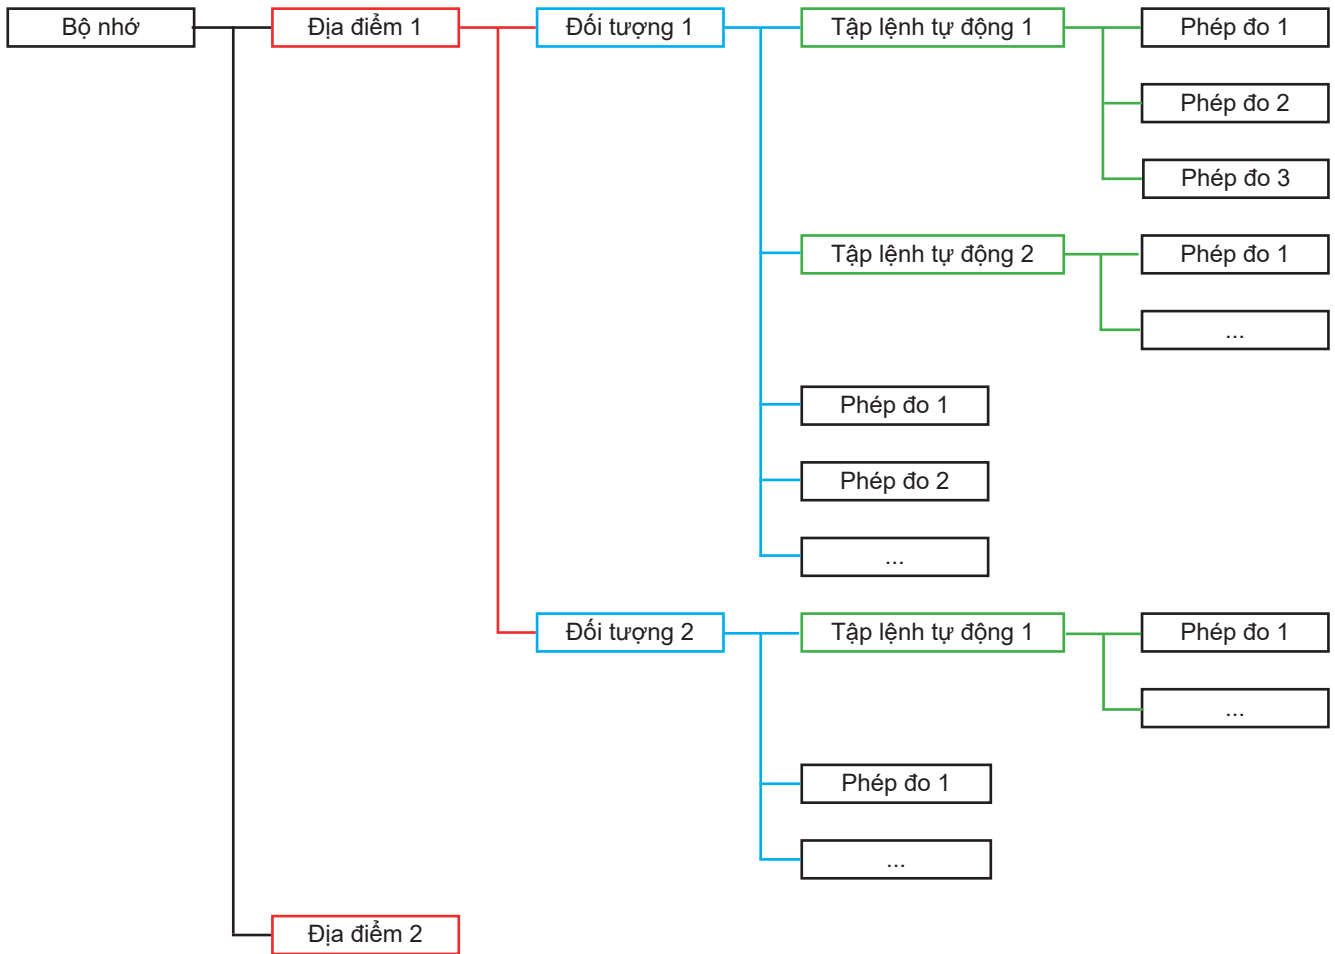 Bộ nhớ
Địa điểm 1
Đối tượng 1
Tập lệnh tự động 1
Phép đo 1
Phép đo 2
Phép đo 3
Tập lệnh tự động 2
Phép đo 1
...
Phép đo 1
Phép đo 2
...
Đối tượng 2
Tập lệnh tự động 1
Phép đo 1
...
Phép đo 1
...
Địa điểm 2